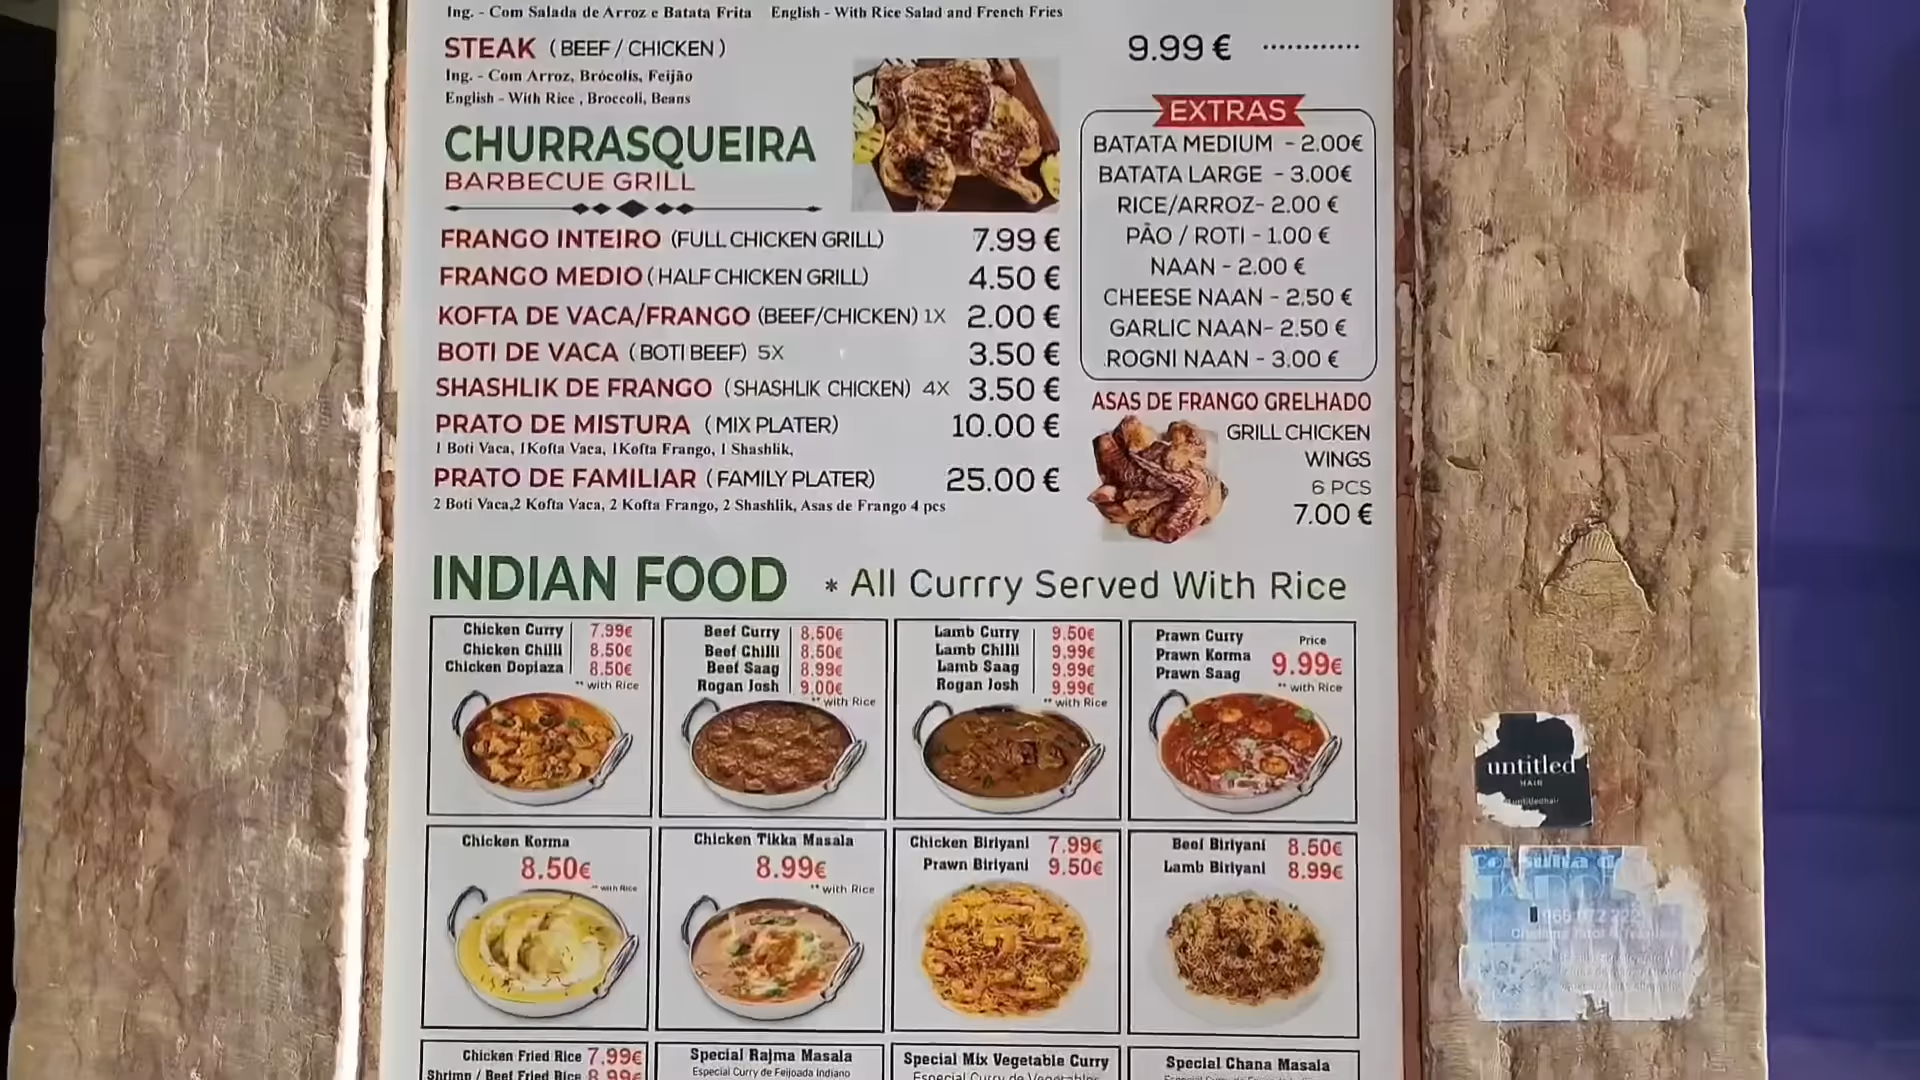 Ing. - Com Salada de Arroz e Batata Frita English - With Rice Salad and French Fries
STEAK (BEEF / CHICKEN) 9.99 € ............
Ing. - Com Arroz, Brócolis, Feijão
English - With Rice , Broccoli, Beans
CHURRASQUEIRA
BARBECUE GRILL
FRANGO INTEIRO (FULL CHICKEN GRILL) 7.99 €
FRANGO MEDIO (HALF CHICKEN GRILL) 4.50 €
KOFTA DE VACA/FRANGO (BEEF/CHICKEN) 1X 2.00 €
BOTI DE VACA (BOTI BEEF) 5X 3.50 €
SHASHLIK DE FRANGO (SHASHLIK CHICKEN) 4X 3.50 €
PRATO DE MISTURA (MIX PLATER) 10.00 €
1 Boti Vaca, 1Kofta Vaca, 1Kofta Frango, 1 Shashlik,
PRATO DE FAMILIAR (FAMILY PLATER) 25.00 €
2 Boti Vaca,2 Kofta Vaca, 2 Kofta Frango, 2 Shashlik, Asas de Frango 4 pcs
EXTRAS
BATATA MEDIUM - 2.00€
BATATA LARGE - 3.00€
RICE/ARROZ- 2.00 €
PÃO / ROTI - 1.00 €
NAAN - 2.00 €
CHEESE NAAN - 2.50 €
GARLIC NAAN- 2.50 €
ROGNI NAAN - 3.00 €
ASAS DE FRANGO GRELHADO
GRILL CHICKEN
WINGS
6 PCS
7.00 €
INDIAN FOOD * All Currry Served With Rice
Chicken Curry 7.99€
Chicken Chilli 8.50€
Chicken Dopiaza 8.50€
** with Rice
Beef Curry 8.50€
Beef Chilli 8.50€
Beef Saag 8.99€
Rogan Josh 9.00€
** with Rice
Lamb Curry 9.50€
Lamb Chilli 9.99€
Lamb Saag 9.99€
Rogan Josh 9.99€
** with Rice
Prawn Curry Price
Prawn Korma 9.99€
Prawn Saag
** with Rice
Chicken Korma
8.50€
** with Rice
Chicken Tikka Masala
8.99€
** with Rice
Chicken Biriyani 7.99€
Prawn Biriyani 9.50€
Beef Biriyani 8.50€
Lamb Biriyani 8.99€
Chicken Fried Rice 7.99€
Shrimp / Beef Fried Rice 8.99€
Special Rajma Masala
Especial Curry de Feijoada Indiano
Special Mix Vegetable Curry
Especial Curry de Vegetables
Special Chana Masala
untitled
HAIR